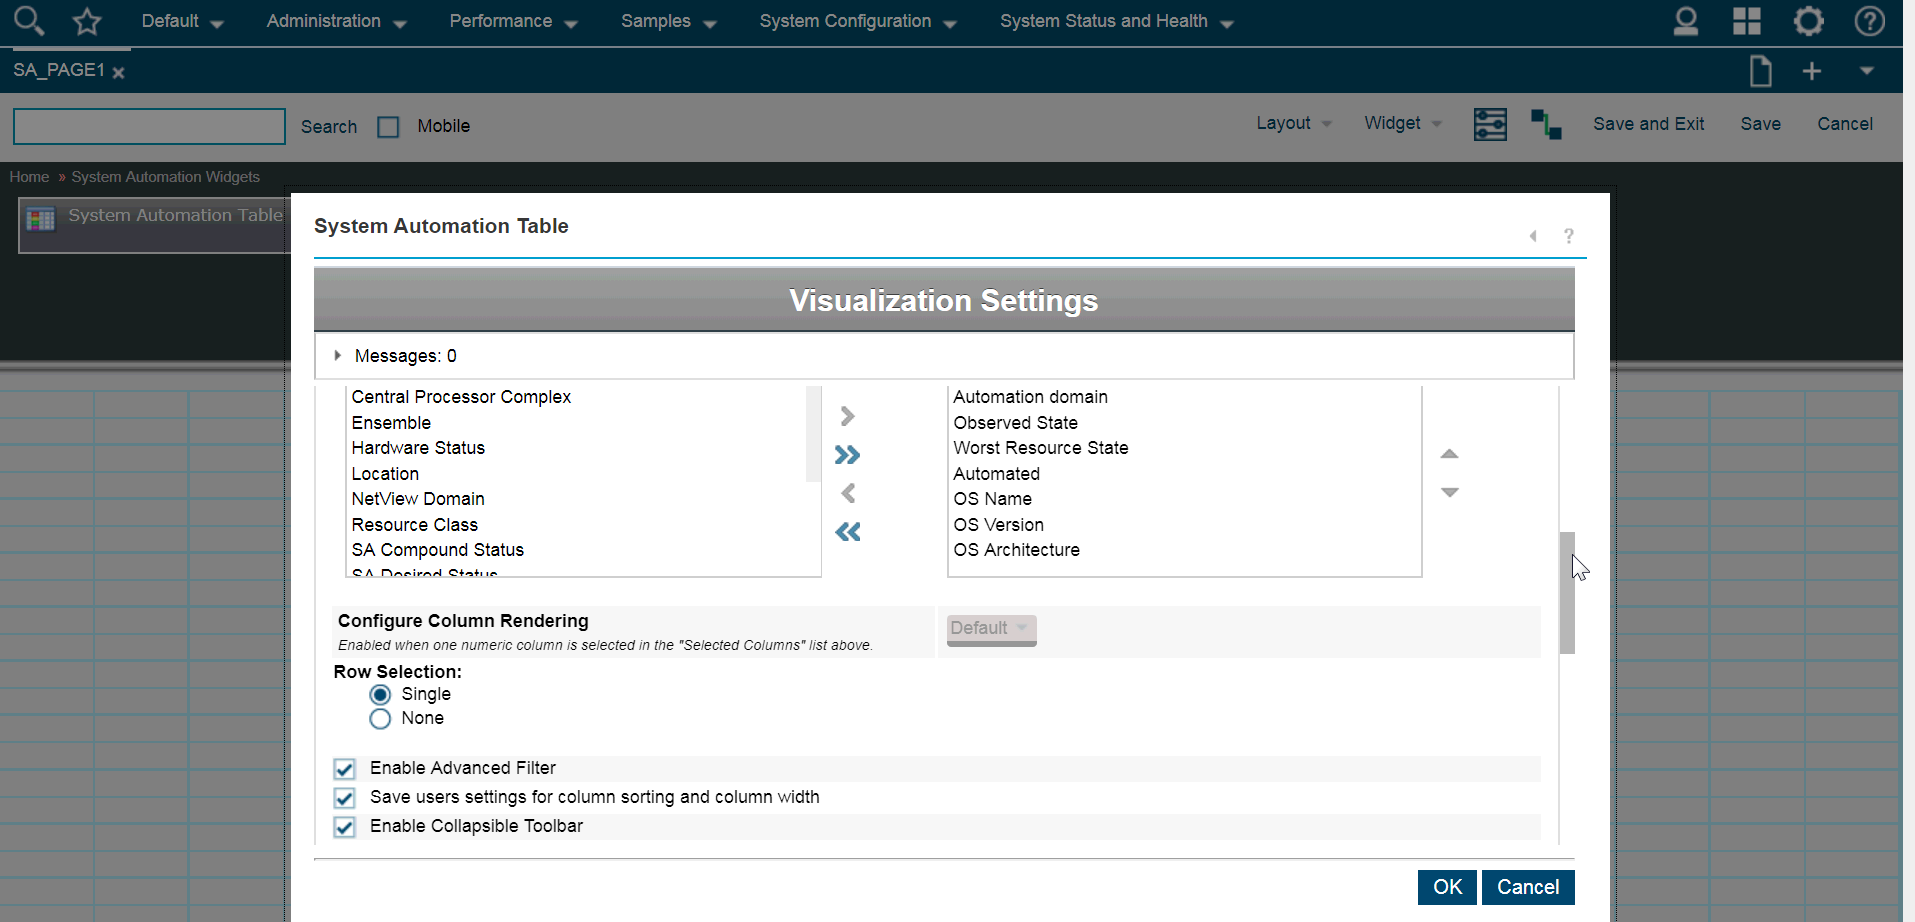 Default Administration Performance Samples System Configuration System Status and Health
SA_PAGE1
Search Mobile Layout Widget Save and Exit Save Cancel
Home » System Automation Widgets
System Automation Table
System Automation Table
?
Visualization Settings
Messages: 0
Central Processor Complex
Ensemble
Hardware Status
Location
NetView Domain
Resource Class
SA Compound Status
SA Desired Status
Automation domain
Observed State
Worst Resource State
Automated
OS Name
OS Version
OS Architecture
Configure Column Rendering
Enabled when one numeric column is selected in the "Selected Columns" list above.
Default
Row Selection:
Single
None
Enable Advanced Filter
Save users settings for column sorting and column width
Enable Collapsible Toolbar
OK Cancel